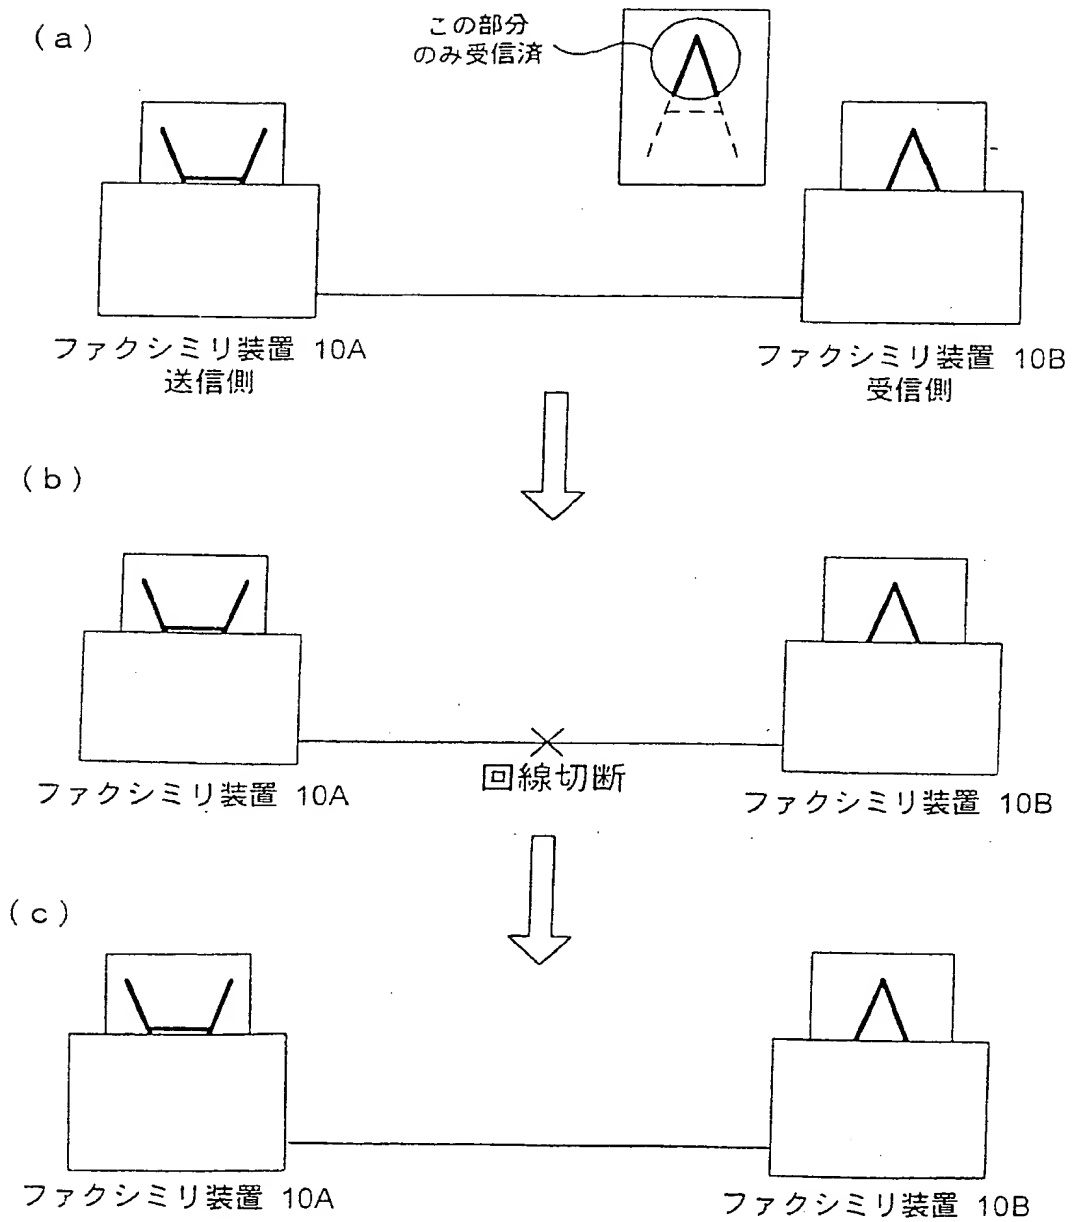 (a)
この部分
のみ受信済
ファクシミリ装置 10A
送信側
ファクシミリ装置 10B
受信側
(b)
回線切断
ファクシミリ装置 10A
ファクシミリ装置 10B
(c)
ファクシミリ装置 10A
ファクシミリ装置 10B